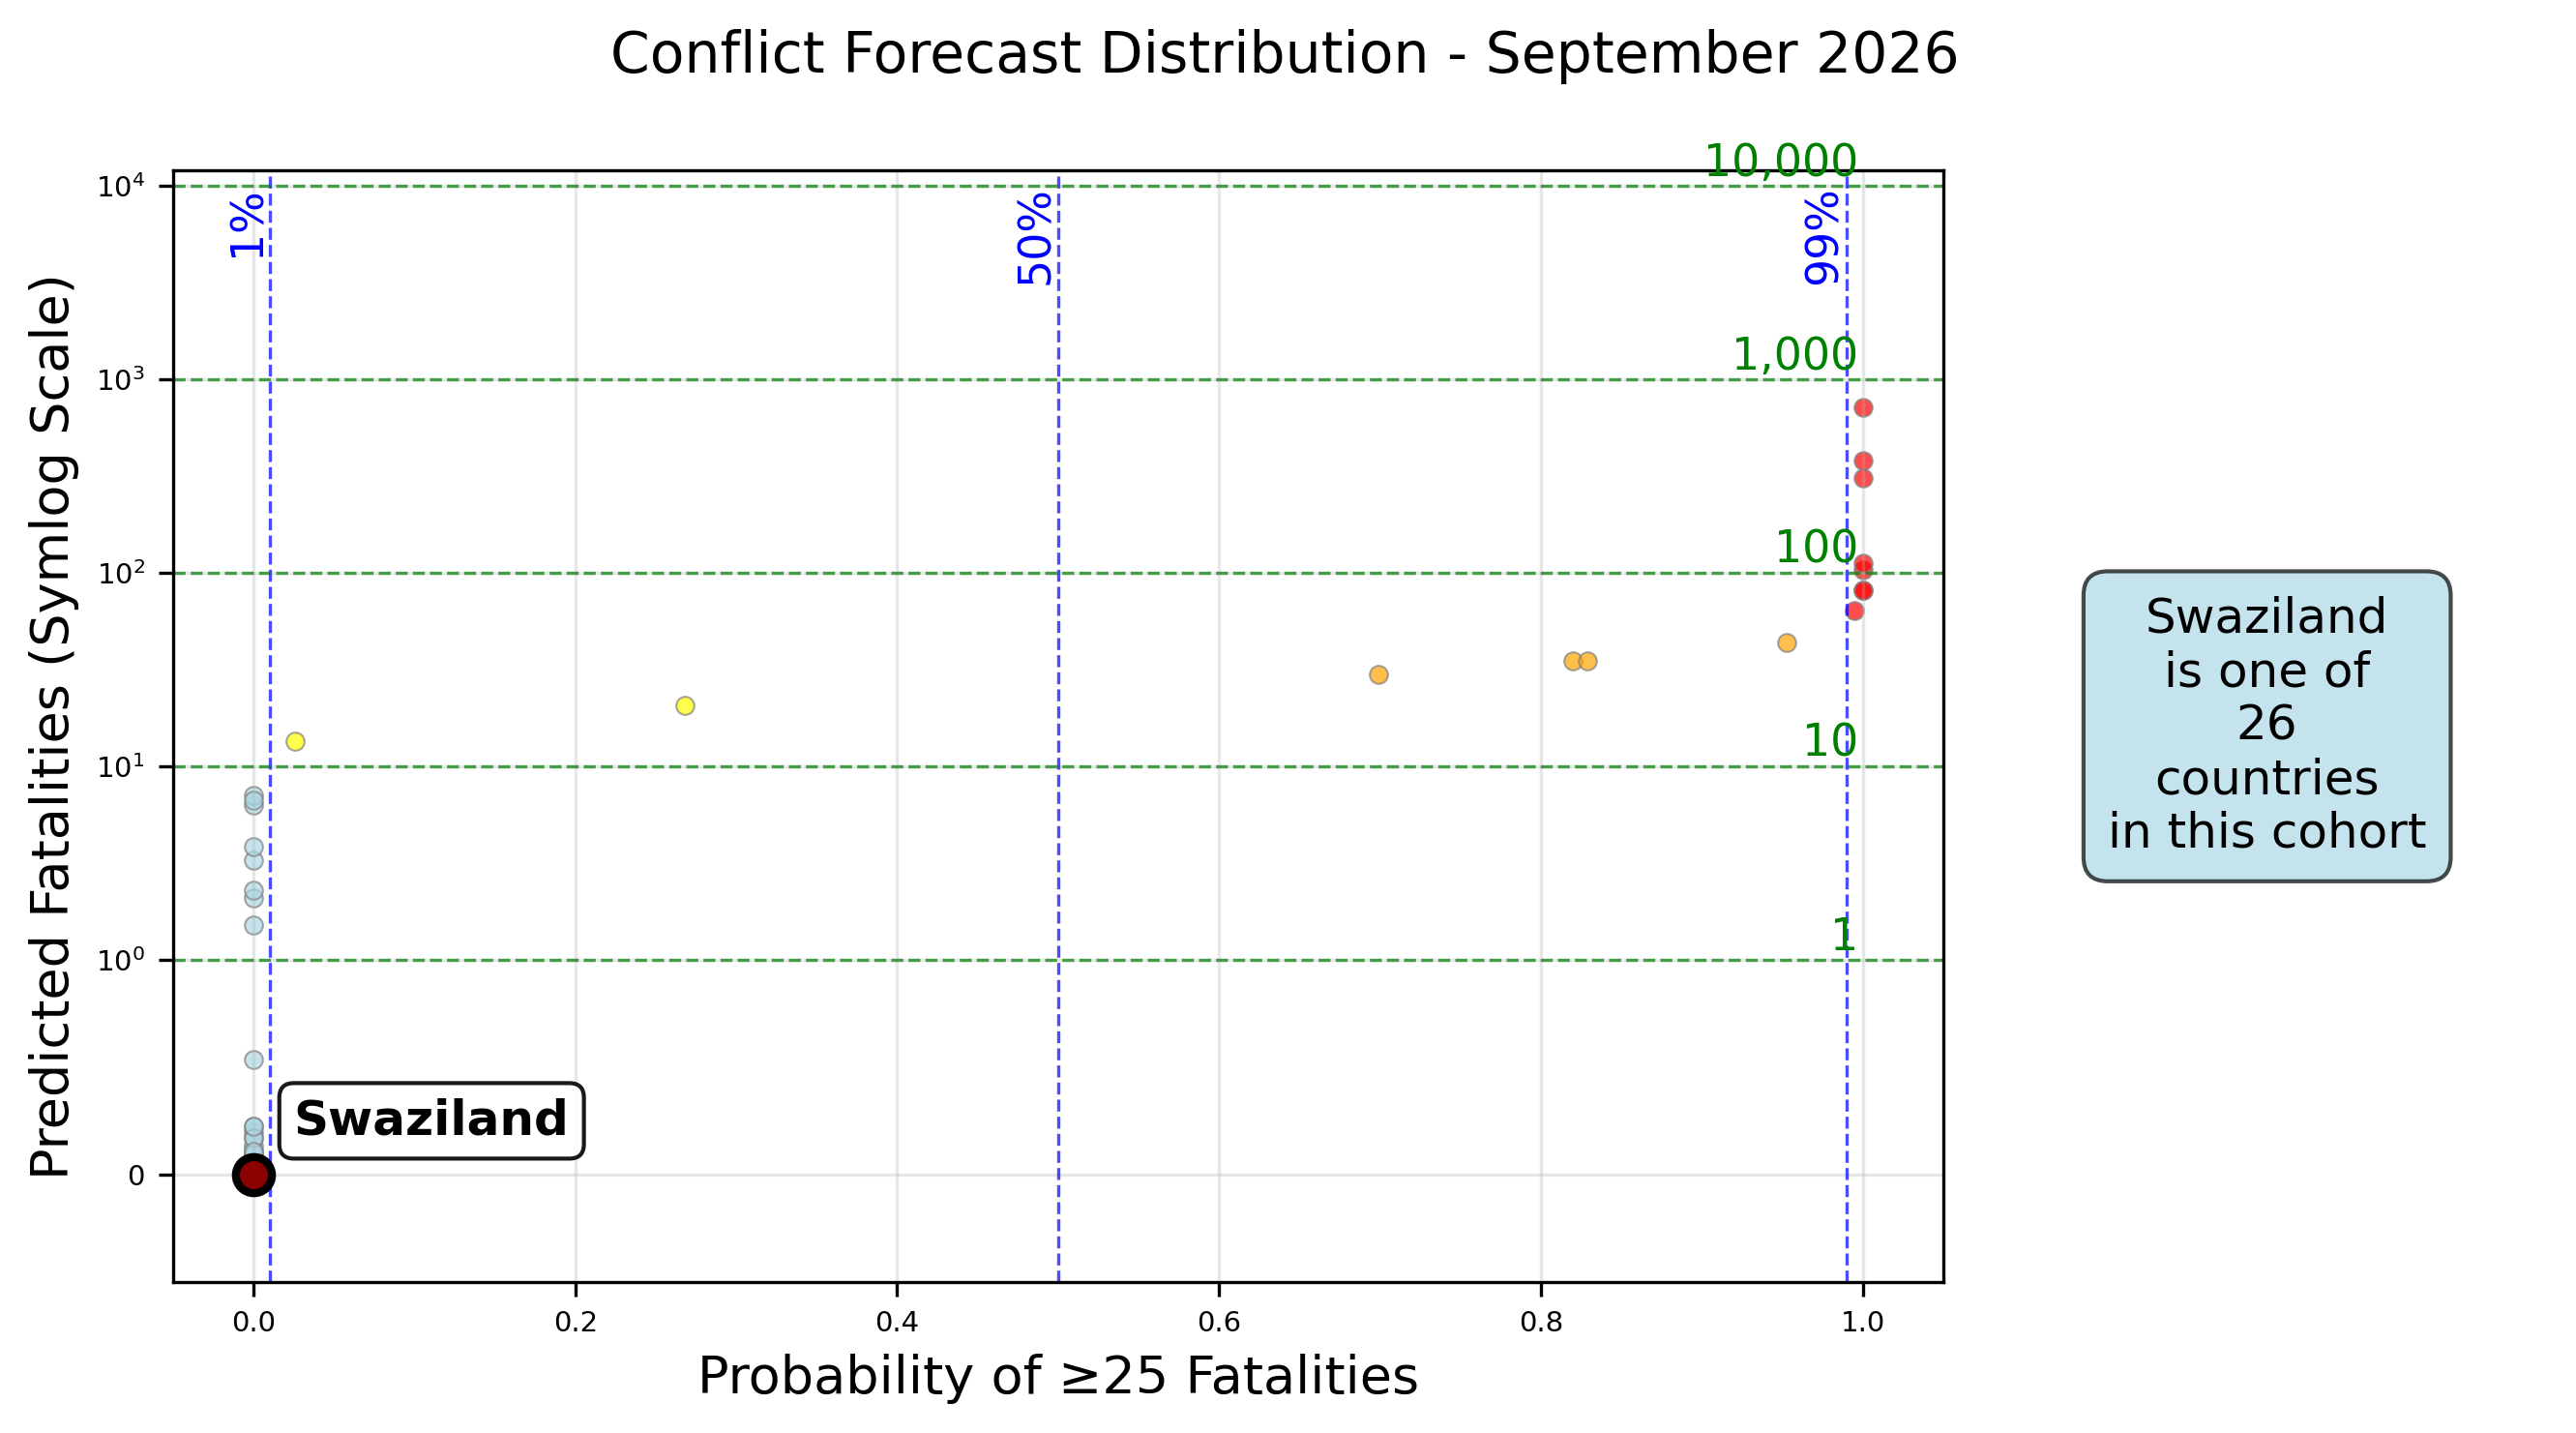 Conflict Forecast Distribution - September 2026
Predicted Fatalities (Symlog Scale)
10⁴
10³
10²
10¹
10⁰
0
1%
50%
99%
10,000
1,000
100
10
1
Swaziland
0.0
0.2
0.4
0.6
0.8
1.0
Probability of ≥25 Fatalities
Swaziland
is one of
26
countries
in this cohort